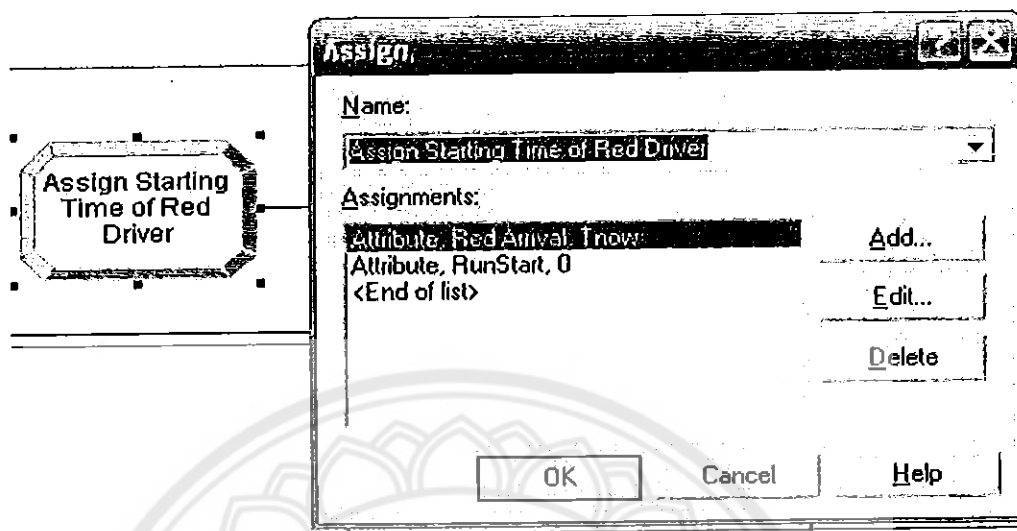 Assign Starting
Time of Red
Driver
Assign
?
Name:
Assign Starting Time of Red Driver
Assignments:
Attribute, Red Arrival, Tnow
Attribute, RunStart, 0
<End of list>
Add...
Edit...
Delete
OK
Cancel
Help